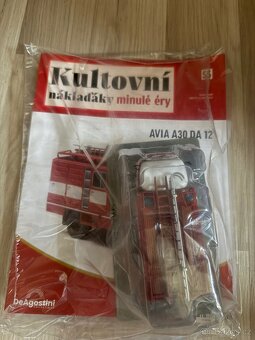 Kultovní
náklaďáky minulé éry
55
AVIA A30 DA 12
DeAgostini